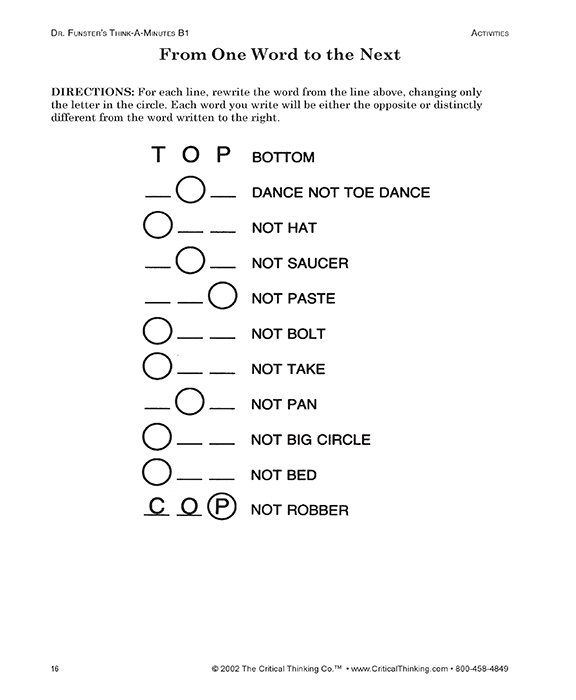 DR. FUNSTER'S THINK-A-MINUTES B1 ACTIVITIES
From One Word to the Next
DIRECTIONS: For each line, rewrite the word from the line above, changing only
the letter in the circle. Each word you write will be either the opposite or distinctly
different from the word written to the right.
T O P BOTTOM
DANCE NOT TOE DANCE
NOT HAT
NOT SAUCER
NOT PASTE
NOT BOLT
NOT TAKE
NOT PAN
NOT BIG CIRCLE
NOT BED
C O P NOT ROBBER
16 © 2002 The Critical Thinking Co.™ • www.CriticalThinking.com • 800-458-4849